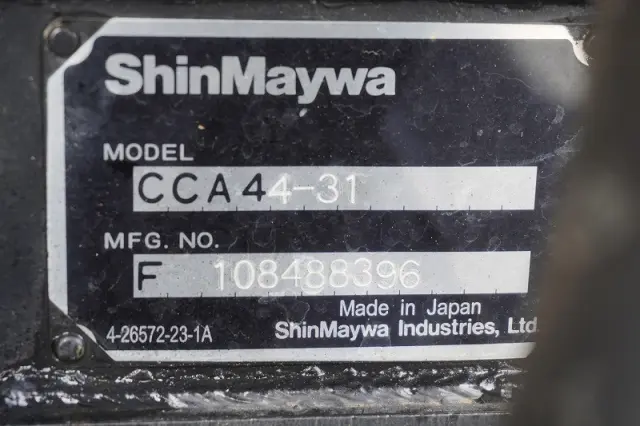 ShinMaywa
MODEL
CCA44-31
MFG. NO.
F 108488396
Made in Japan
4-26572-23-1A
ShinMaywa Industries, Ltd.